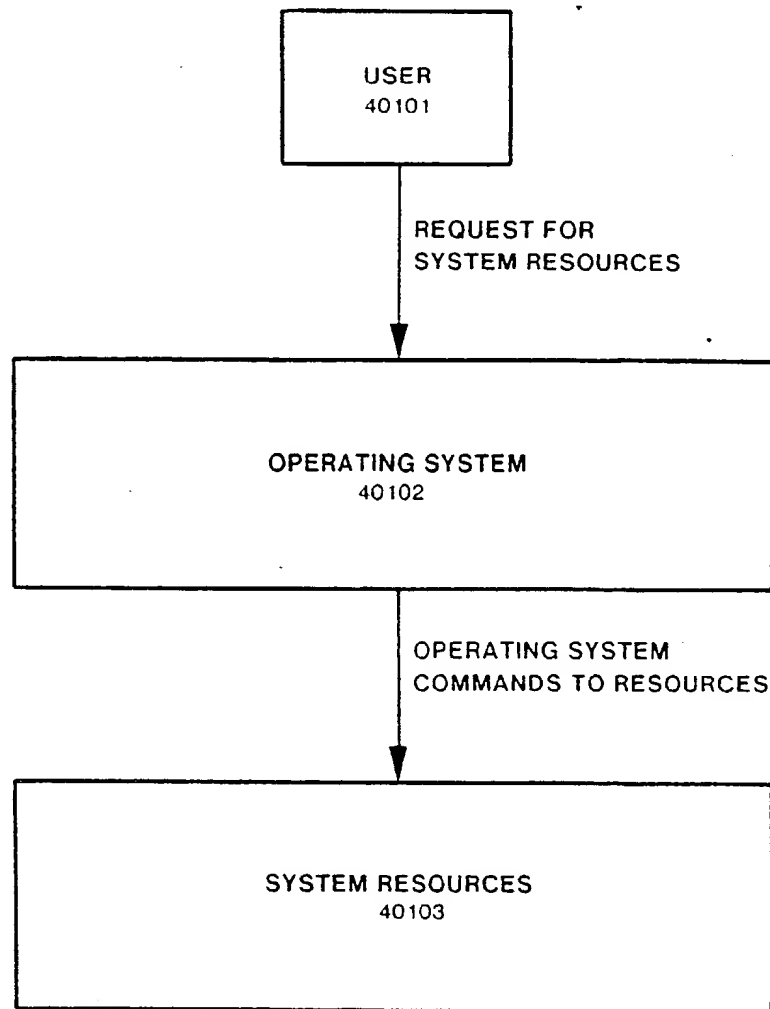 USER
40101
REQUEST FOR
SYSTEM RESOURCES
OPERATING SYSTEM
40102
OPERATING SYSTEM
COMMANDS TO RESOURCES
SYSTEM RESOURCES
40103